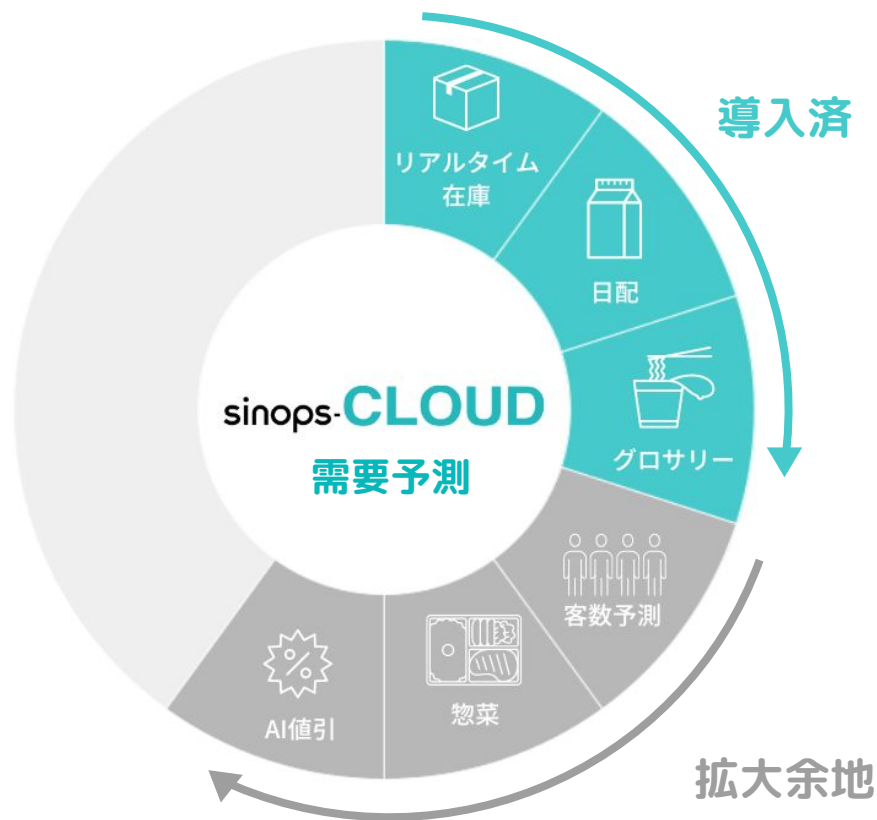 導入済
リアルタイム
在庫
日配
グロサリー
sinops-CLOUD
需要予測
客数予測
惣菜
AI値引
拡大余地